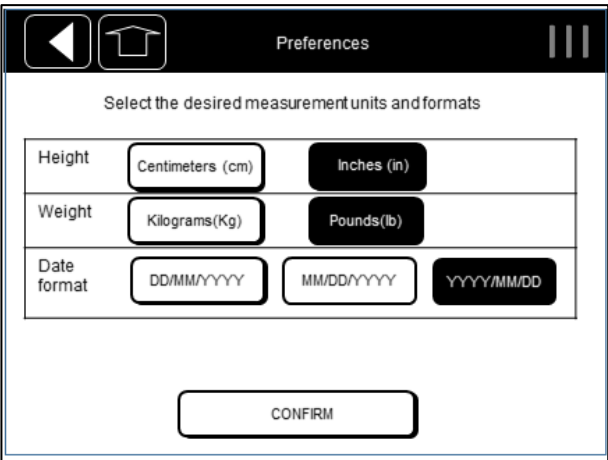 Preferences
Select the desired measurement units and formats
Height
Centimeters (cm)
Inches (in)
Weight
Kilograms(Kg)
Pounds(lb)
Date
format
DD/MM/YYYY
MM/DD/YYYY
YYYY/MM/DD
CONFIRM